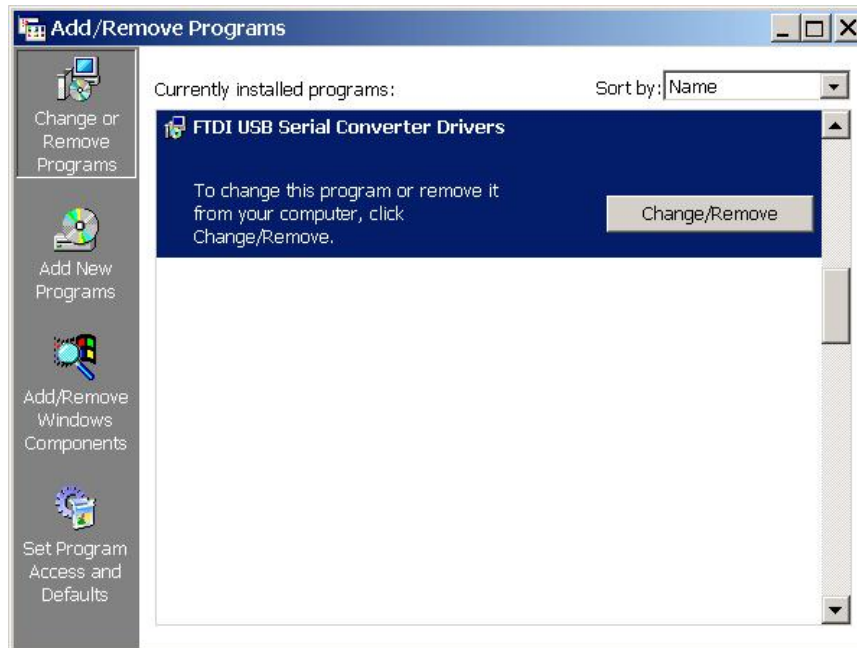 Add/Remove Programs
Change or
Remove
Programs
Add New
Programs
Add/Remove
Windows
Components
Set Program
Access and
Defaults
Currently installed programs:
Sort by: Name
FTDI USB Serial Converter Drivers
To change this program or remove it
from your computer, click
Change/Remove.
Change/Remove